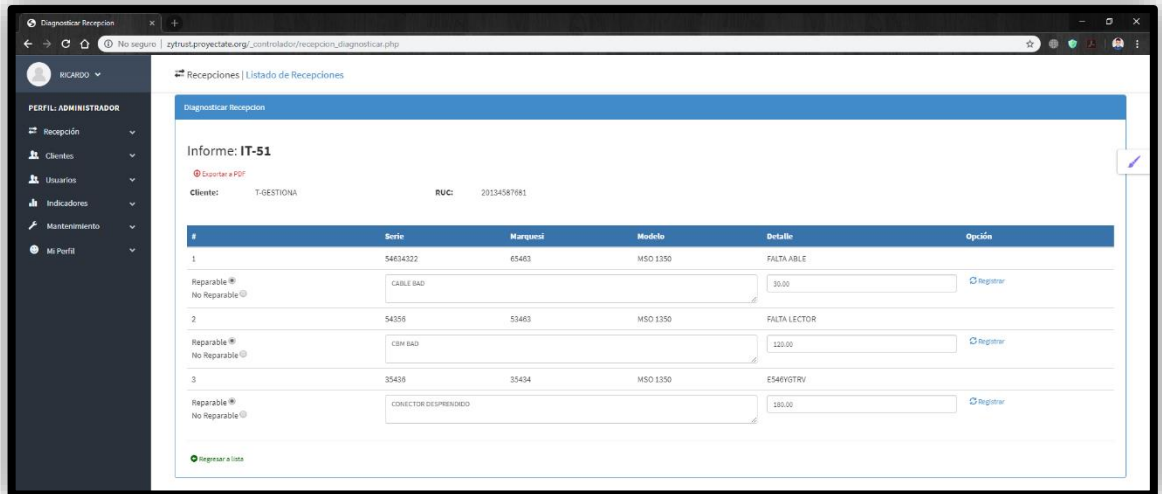 Diagnosticar Recepcion
No seguro | zytrust.proyectate.org/_controlador/recepcion_diagnosticar.php
RICARDO
Recepciones | Listado de Recepciones
PERFIL: ADMINISTRADOR
Recepción
Clientes
Usuarios
Indicadores
Mantenimiento
Mi Perfil
Diagnosticar Recepcion
Informe: IT-51
Exportar a PDF
Cliente: T-GESTIONA RUC: 20134587681
# Serie Marquesi Modelo Detalle Opción
1 54634322 65463 MSO 1350 FALTA ABLE
Reparable CABLE BAD 30.00 Registrar
No Reparable
2 54356 53463 MSO 1350 FALTA LECTOR
Reparable CBM BAD 120.00 Registrar
No Reparable
3 35436 35434 MSO 1350 E546YGTRV
Reparable CONECTOR DESPRENDIDO 180.00 Registrar
No Reparable
Regresar a lista